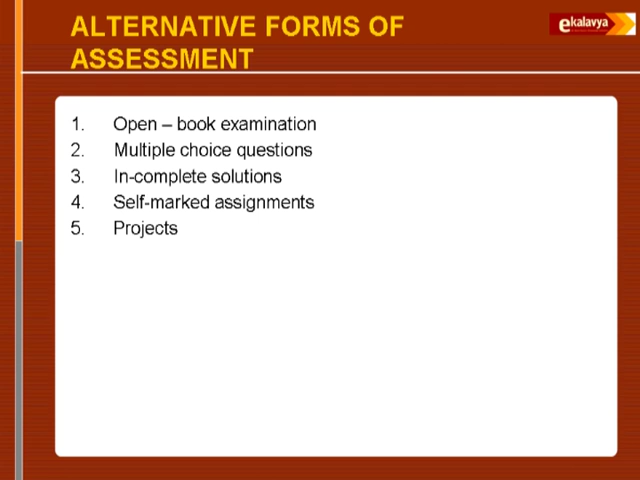 ALTERNATIVE FORMS OF
ASSESSMENT
ekalavya
1. Open – book examination
2. Multiple choice questions
3. In-complete solutions
4. Self-marked assignments
5. Projects